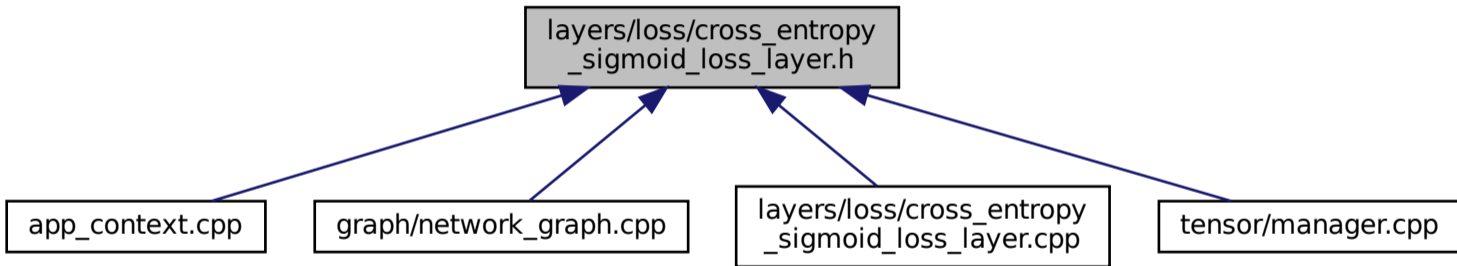 layers/loss/cross_entropy
_sigmoid_loss_layer.h
app_context.cpp
graph/network_graph.cpp
layers/loss/cross_entropy
_sigmoid_loss_layer.cpp
tensor/manager.cpp